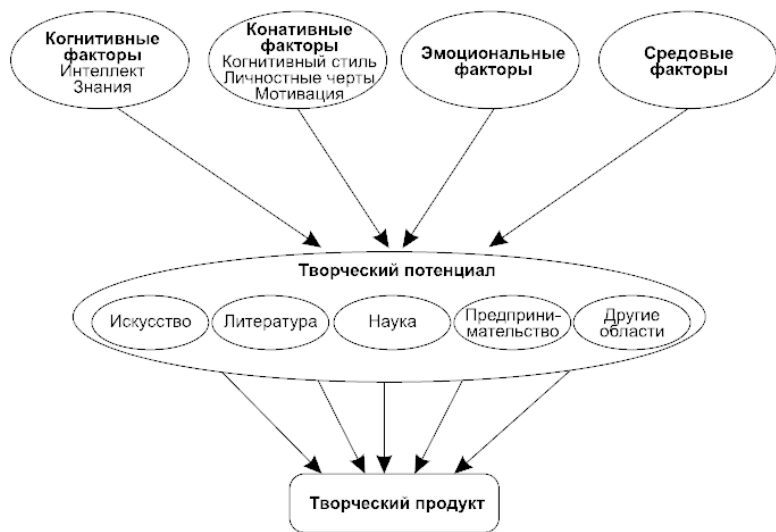 Когнитивные
факторы
Интеллект
Знания
Конативные
факторы
Когнитивный стиль
Личностные черты
Мотивация
Эмоциональные
факторы
Средовые
факторы
Творческий потенциал
Искусство
Литература
Наука
Предприни-
мательство
Другие
области
Творческий продукт